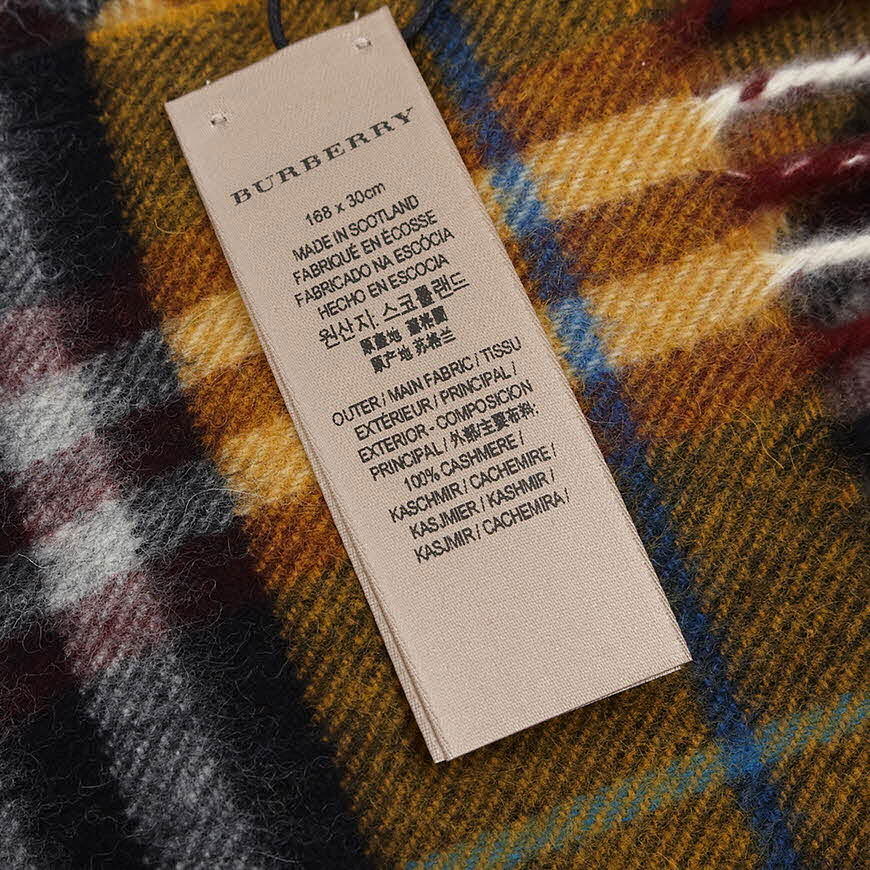 BURBERRY
168 x 30cm
MADE IN SCOTLAND
FABRIQUÉ EN ÉCOSSE
FABRICADO NA ESCÓCIA
HECHO EN ESCOCIA
원산지: 스코틀랜드
原產地 蘇格蘭
原产地 苏格兰
OUTER / MAIN FABRIC / TISSU
EXTÉRIEUR / PRINCIPAL /
EXTERIOR - COMPOSICION
PRINCIPAL / 外部/主要布料:
100% CASHMERE /
KASCHMIR / CACHEMIRE /
KASJMIER / KASHMIR /
KASJMIR / CACHEMIRA /